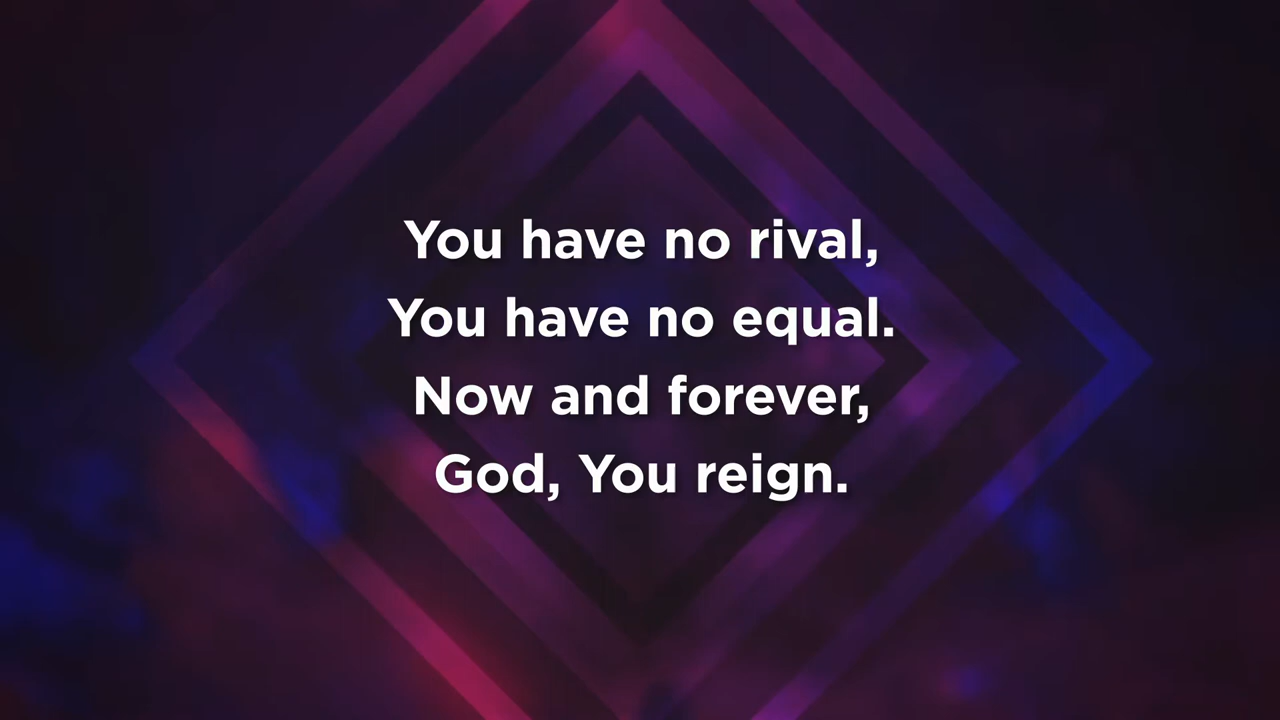 You have no rival,
You have no equal.
Now and forever,
God, You reign.